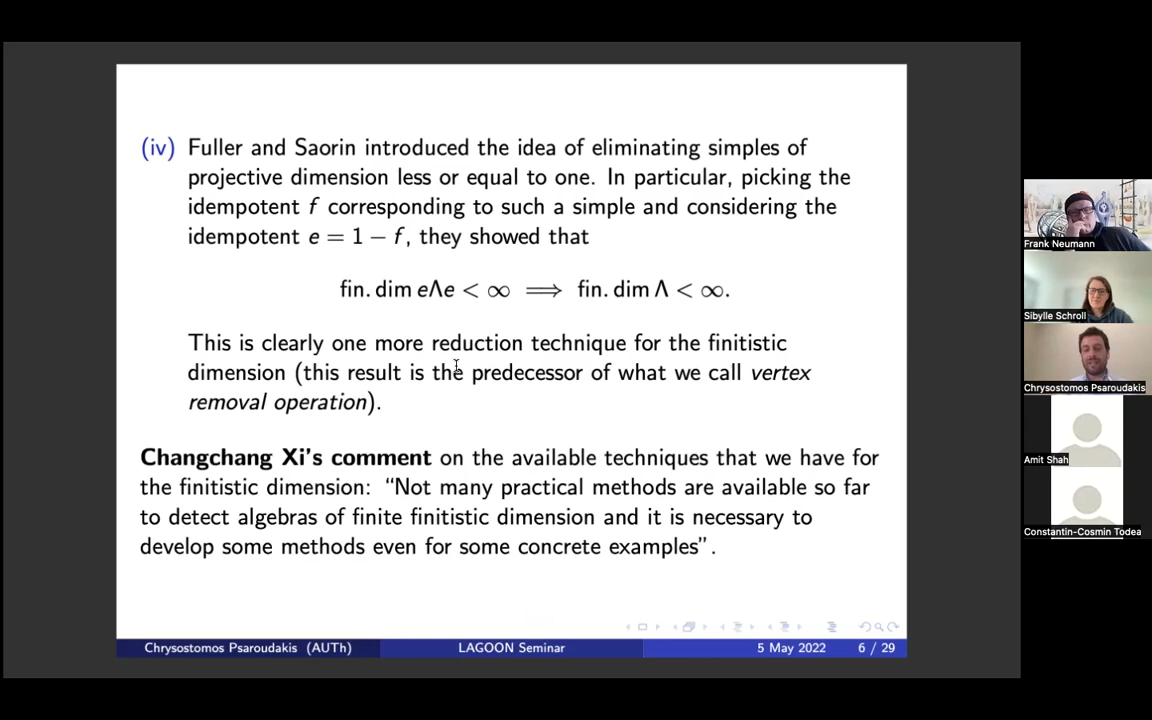 (iv) Fuller and Saorin introduced the idea of eliminating simples of
projective dimension less or equal to one. In particular, picking the
idempotent f corresponding to such a simple and considering the
idempotent e = 1 − f, they showed that
fin. dim eΛe < ∞ ⟹ fin. dim Λ < ∞.
This is clearly one more reduction technique for the finitistic
dimension (this result is the predecessor of what we call vertex
removal operation).
Changchang Xi's comment on the available techniques that we have for
the finitistic dimension: “Not many practical methods are available so far
to detect algebras of finite finitistic dimension and it is necessary to
develop some methods even for some concrete examples”.
Chrysostomos Psaroudakis (AUTh) LAGOON Seminar 5 May 2022 6 / 29
Frank Neumann
Sibylle Schroll
Chrysostomos Psaroudakis
Amit Shah
Constantin-Cosmin Todea